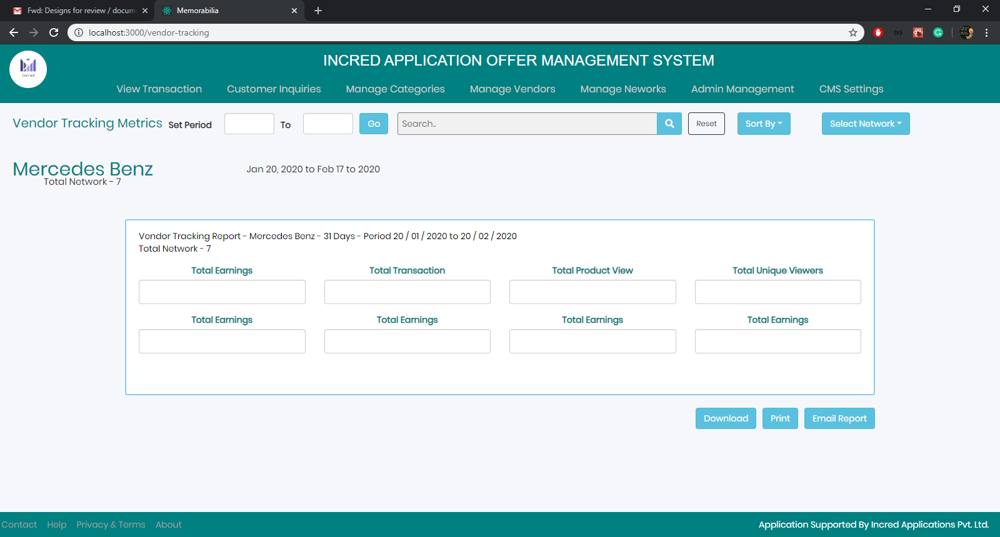 Fwd: Designs for review / docum
Memorabilia
localhost:3000/vendor-tracking
Incred
INCRED APPLICATION OFFER MANAGEMENT SYSTEM
View Transaction Customer Inquiries Manage Categories Manage Vendors Manage Neworks Admin Management CMS Settings
Vendor Tracking Metrics Set Period To Go Search.. Reset Sort By Select Network
Mercedes Benz
Jan 20, 2020 to Feb 17 to 2020
Total Network - 7
Vendor Tracking Report - Mercedes Benz - 31 Days - Period 20 / 01 / 2020 to 20 / 02 / 2020
Total Network - 7
Total Earnings Total Transaction Total Product View Total Unique Viewers
Total Earnings Total Earnings Total Earnings Total Earnings
Download Print Email Report
Contact Help Privacy & Terms About
Application Supported By Incred Applications Pvt. Ltd.